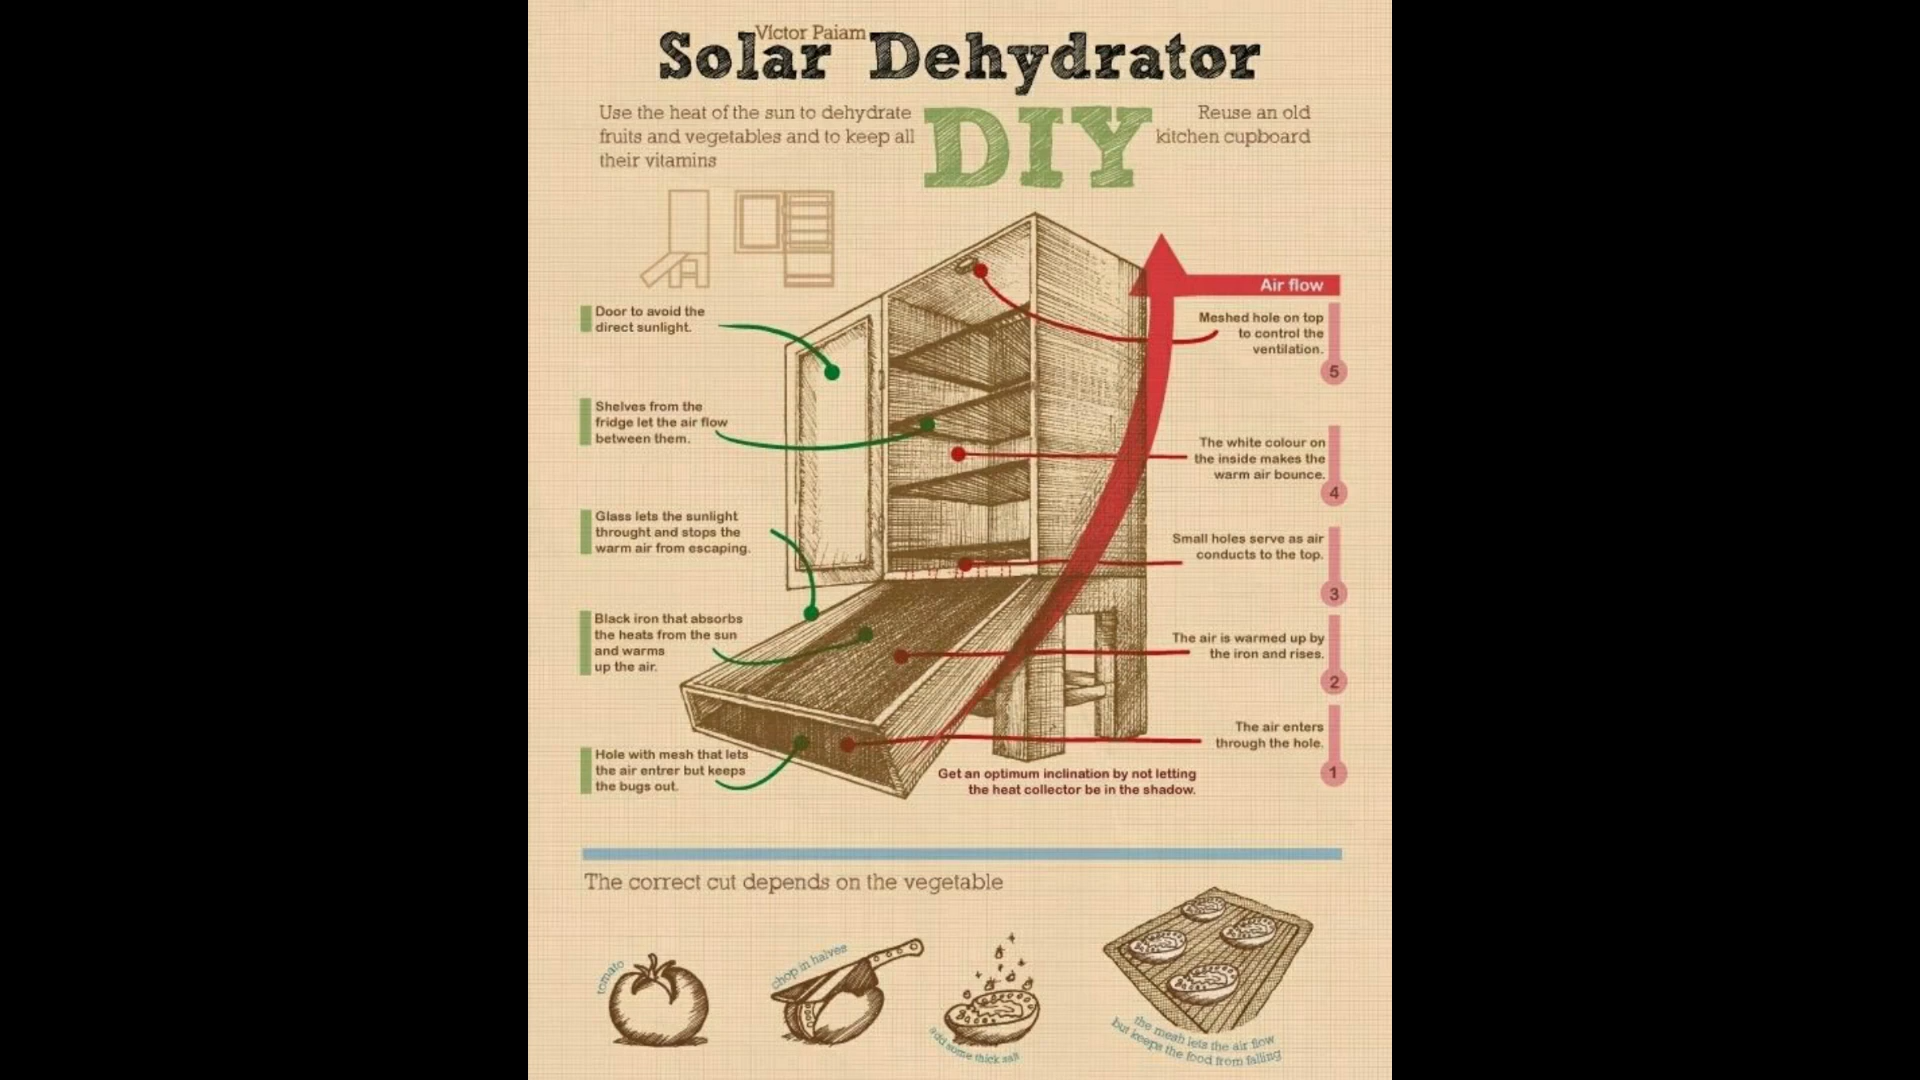 Víctor Paiam
Solar Dehydrator
Use the heat of the sun to dehydrate
fruits and vegetables and to keep all
their vitamins
DIY
Reuse an old
kitchen cupboard
Door to avoid the
direct sunlight.
Shelves from the
fridge let the air flow
between them.
Glass lets the sunlight
throught and stops the
warm air from escaping.
Black iron that absorbs
the heats from the sun
and warms
up the air.
Hole with mesh that lets
the air entrer but keeps
the bugs out.
Air flow
Meshed hole on top
to control the
ventilation.
5
The white colour on
the inside makes the
warm air bounce.
4
Small holes serve as air
conducts to the top.
3
The air is warmed up by
the iron and rises.
2
The air enters
through the hole.
1
Get an optimum inclination by not letting
the heat collector be in the shadow.
The correct cut depends on the vegetable
tomato
chop in halves
add some thick salt
the mesh lets the air flow
but keeps the food from falling